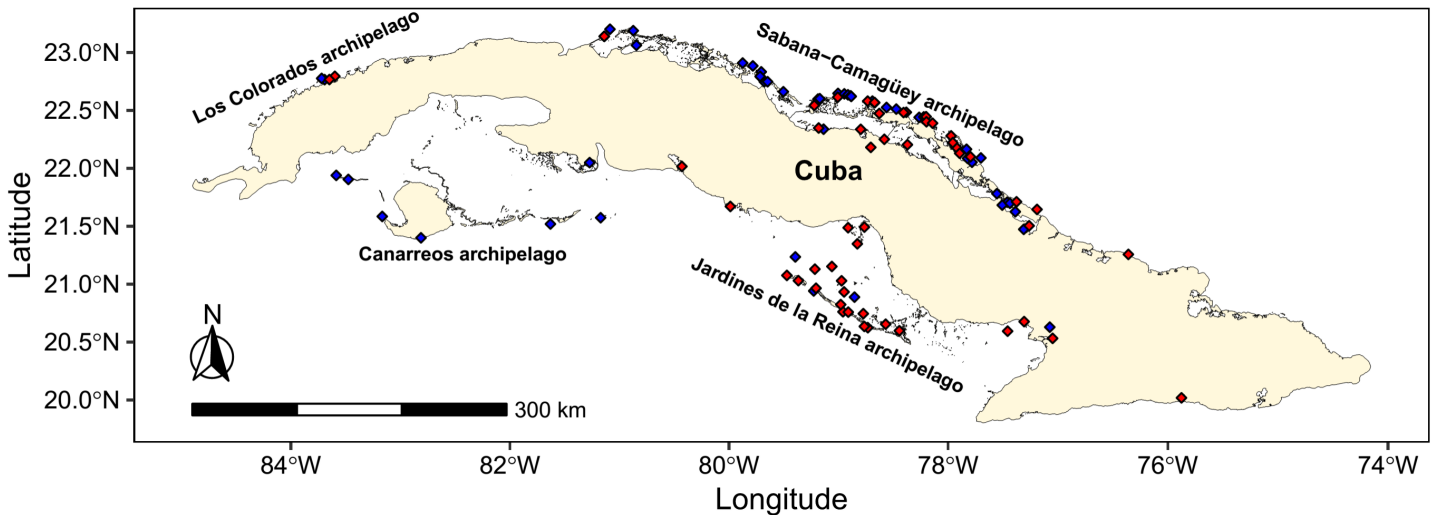 Los Colorados archipelago
Sabana−Camagüey archipelago
Cuba
Canarreos archipelago
Jardines de la Reina archipelago
N
300 km
Latitude
23.0°N
22.5°N
22.0°N
21.5°N
21.0°N
20.5°N
20.0°N
84°W 82°W 80°W 78°W 76°W 74°W
Longitude